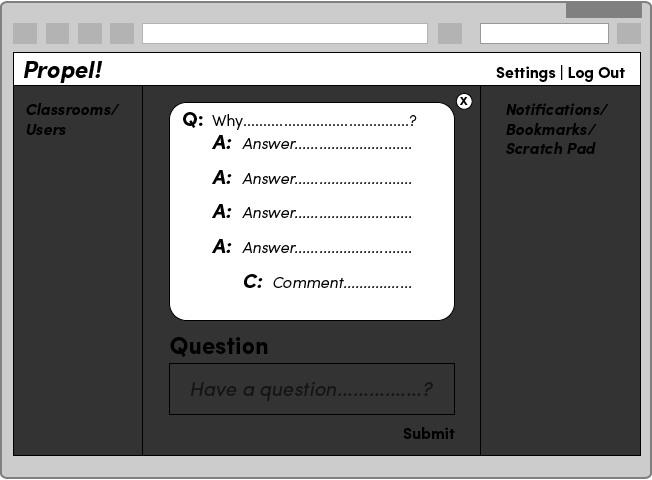 Propel!
Settings | Log Out
Classrooms/
Users
X
Q: Why.......................................?
A: Answer............................
A: Answer............................
A: Answer............................
A: Answer............................
C: Comment................
Notifications/
Bookmarks/
Scratch Pad
Question
Have a question................?
Submit